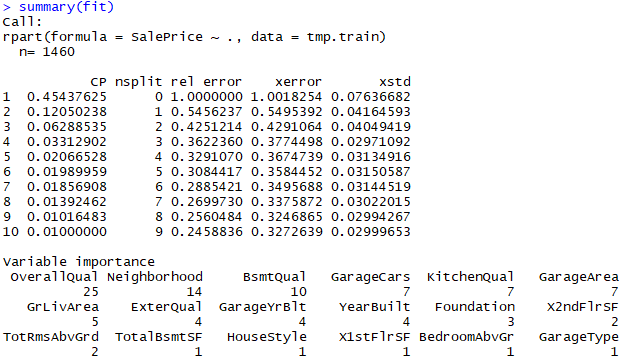 > summary(fit)
Call:
rpart(formula = SalePrice ~ ., data = tmp.train)
  n= 1460

           CP nsplit rel error    xerror       xstd
1  0.45437625      0 1.0000000 1.0018254 0.07636682
2  0.12050238      1 0.5456237 0.5495392 0.04164593
3  0.06288535      2 0.4251214 0.4291064 0.04049419
4  0.03312902      3 0.3622360 0.3774498 0.02971092
5  0.02066528      4 0.3291070 0.3674739 0.03134916
6  0.01989959      5 0.3084417 0.3584452 0.03150587
7  0.01856908      6 0.2885421 0.3495688 0.03144519
8  0.01392462      7 0.2699730 0.3375872 0.03022015
9  0.01016483      8 0.2560484 0.3246865 0.02994267
10 0.01000000      9 0.2458836 0.3272639 0.02999653

Variable importance
 OverallQual Neighborhood     BsmtQual   GarageCars  KitchenQual   GarageArea
          25           14           10            7            7            7
   GrLivArea    ExterQual  GarageYrBlt    YearBuilt   Foundation    X2ndFlrSF
           5            4            4            4            3            2
TotRmsAbvGrd  TotalBsmtSF   HouseStyle    X1stFlrSF BedroomAbvGr   GarageType
           2            1            1            1            1            1